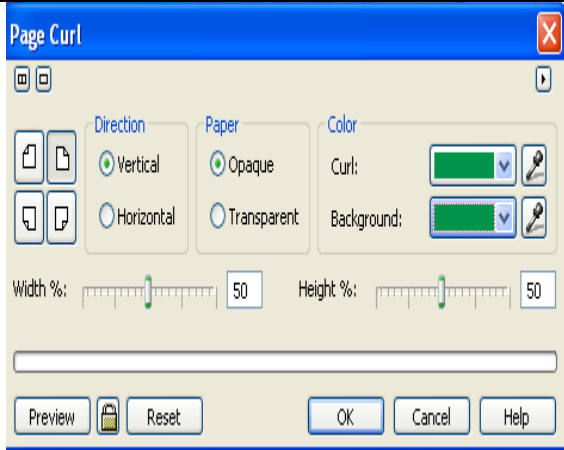 Page Curl
Direction Paper Color
Vertical Opaque Curl:
Horizontal Transparent Background:
Width %: 50 Height %: 50
Preview Reset OK Cancel Help